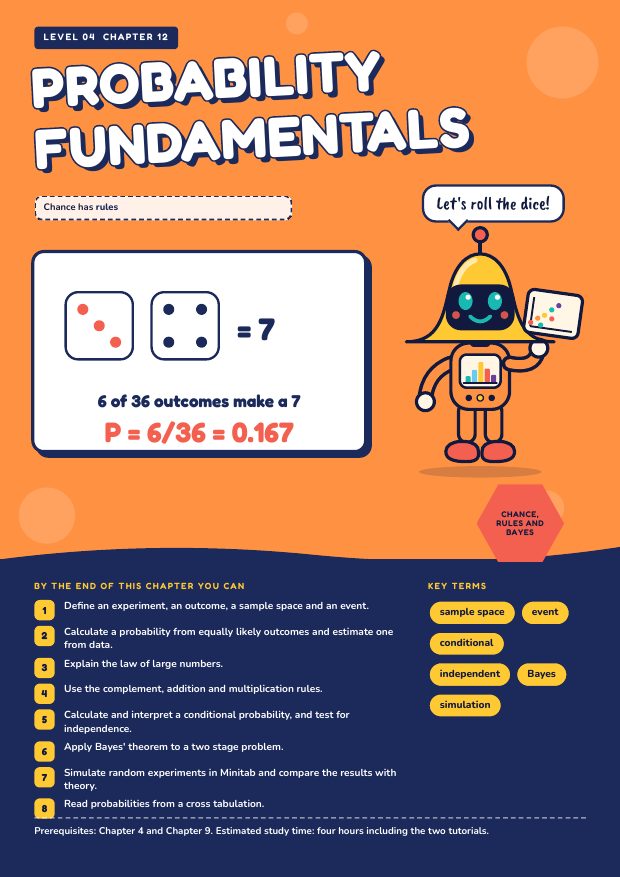 LEVEL 04 CHAPTER 12
PROBABILITY
FUNDAMENTALS
Chance has rules
Let's roll the dice!
= 7
6 of 36 outcomes make a 7
P = 6/36 = 0.167
CHANCE,
RULES AND
BAYES
BY THE END OF THIS CHAPTER YOU CAN
1 Define an experiment, an outcome, a sample space and an event.
2 Calculate a probability from equally likely outcomes and estimate one
from data.
3 Explain the law of large numbers.
4 Use the complement, addition and multiplication rules.
5 Calculate and interpret a conditional probability, and test for
independence.
6 Apply Bayes' theorem to a two stage problem.
7 Simulate random experiments in Minitab and compare the results with
theory.
8 Read probabilities from a cross tabulation.
KEY TERMS
sample space event
conditional
independent Bayes
simulation
Prerequisites: Chapter 4 and Chapter 9. Estimated study time: four hours including the two tutorials.